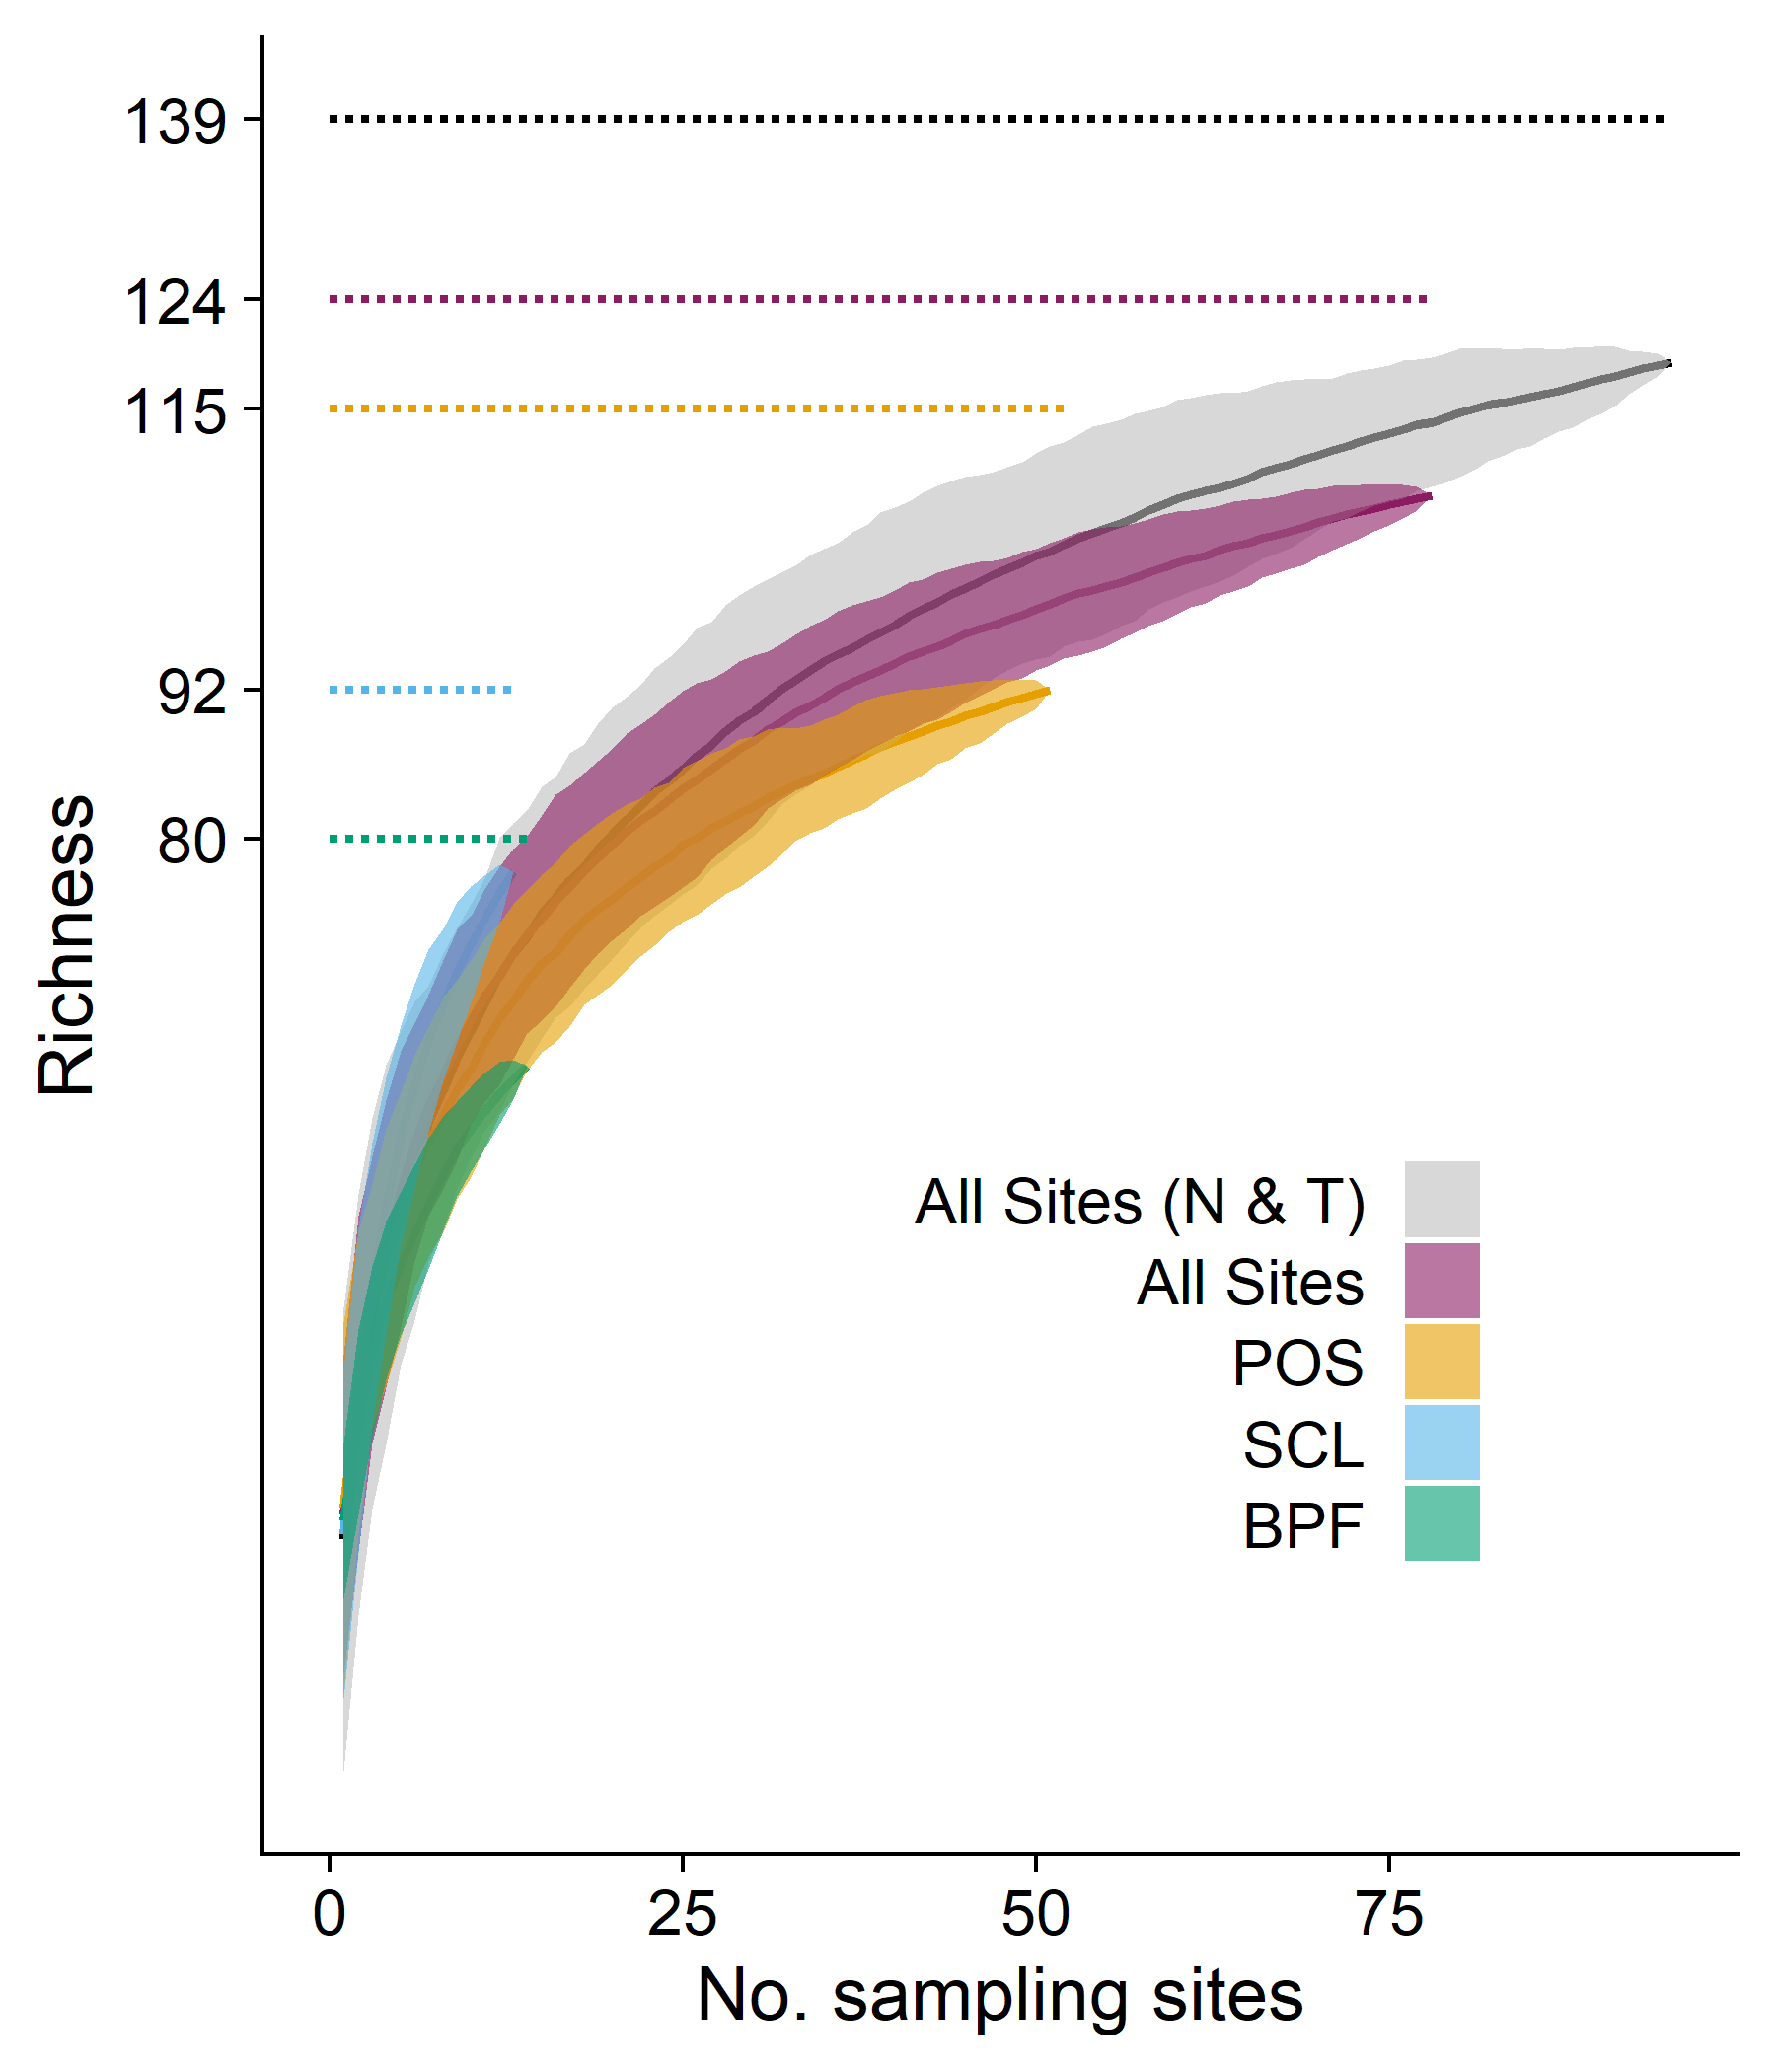 139
124
115
92
80
Richness
All Sites (N & T)
All Sites
POS
SCL
BPF
0 25 50 75
No. sampling sites